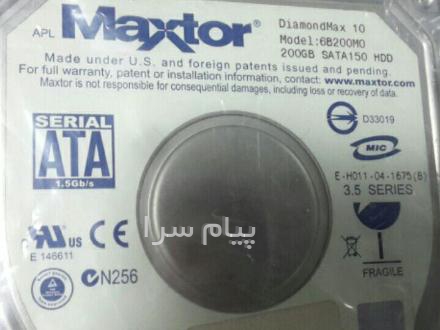 APL Maxtor®
DiamondMax 10
Model:6B200M0
200GB SATA150 HDD
Made under U.S. and foreign patents issued and pending.
For full warranty, patent or installation information, contact: www.maxtor.com
Maxtor is not responsible for consequential damages, including loss or recovery of data.
SERIAL
ATA
1.5Gb/s
D33019
MIC
E-H011-04-1675(B)
3.5 SERIES
پیام سرا
c UL US CE
E 146611
N256
FRAGILE